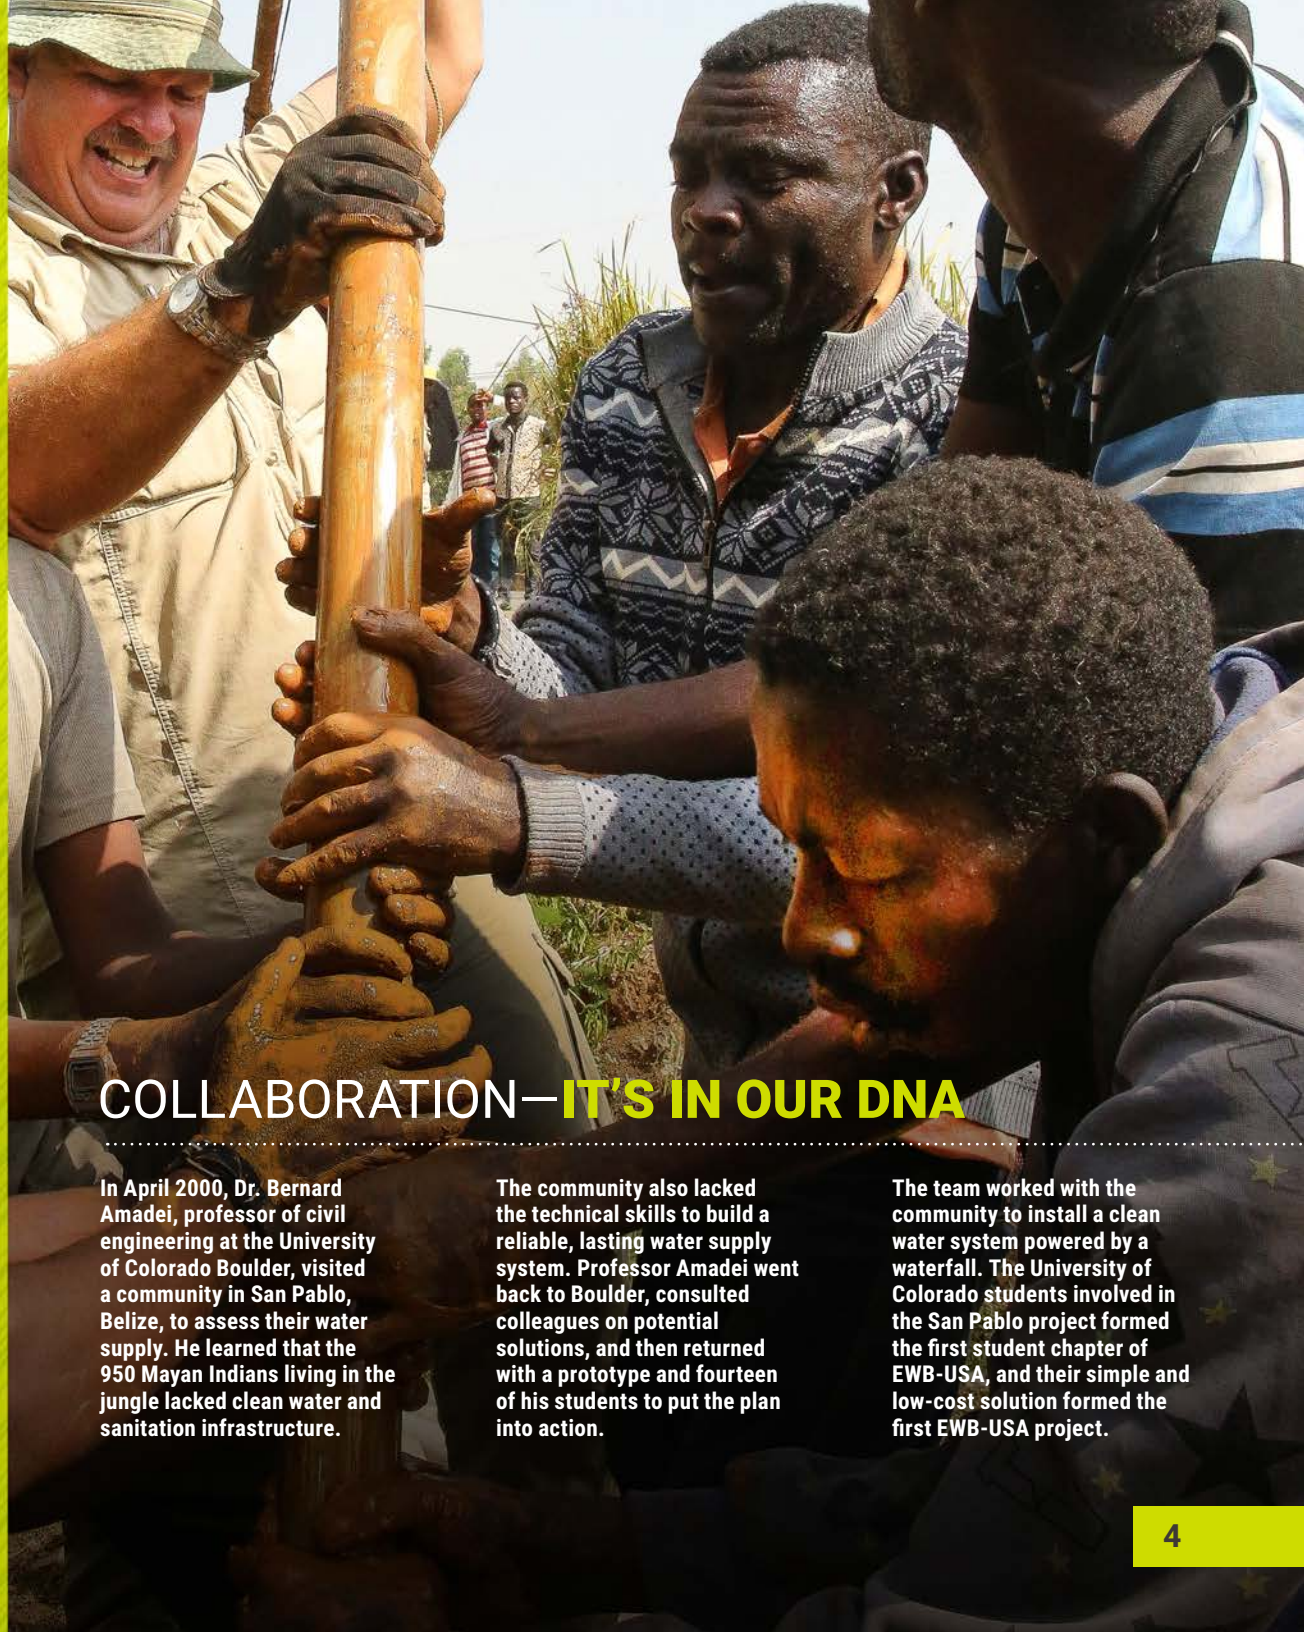 COLLABORATION—IT'S IN OUR DNA
In April 2000, Dr. Bernard
Amadei, professor of civil
engineering at the University
of Colorado Boulder, visited
a community in San Pablo,
Belize, to assess their water
supply. He learned that the
950 Mayan Indians living in the
jungle lacked clean water and
sanitation infrastructure.
The community also lacked
the technical skills to build a
reliable, lasting water supply
system. Professor Amadei went
back to Boulder, consulted
colleagues on potential
solutions, and then returned
with a prototype and fourteen
of his students to put the plan
into action.
The team worked with the
community to install a clean
water system powered by a
waterfall. The University of
Colorado students involved in
the San Pablo project formed
the first student chapter of
EWB-USA, and their simple and
low-cost solution formed the
first EWB-USA project.
4